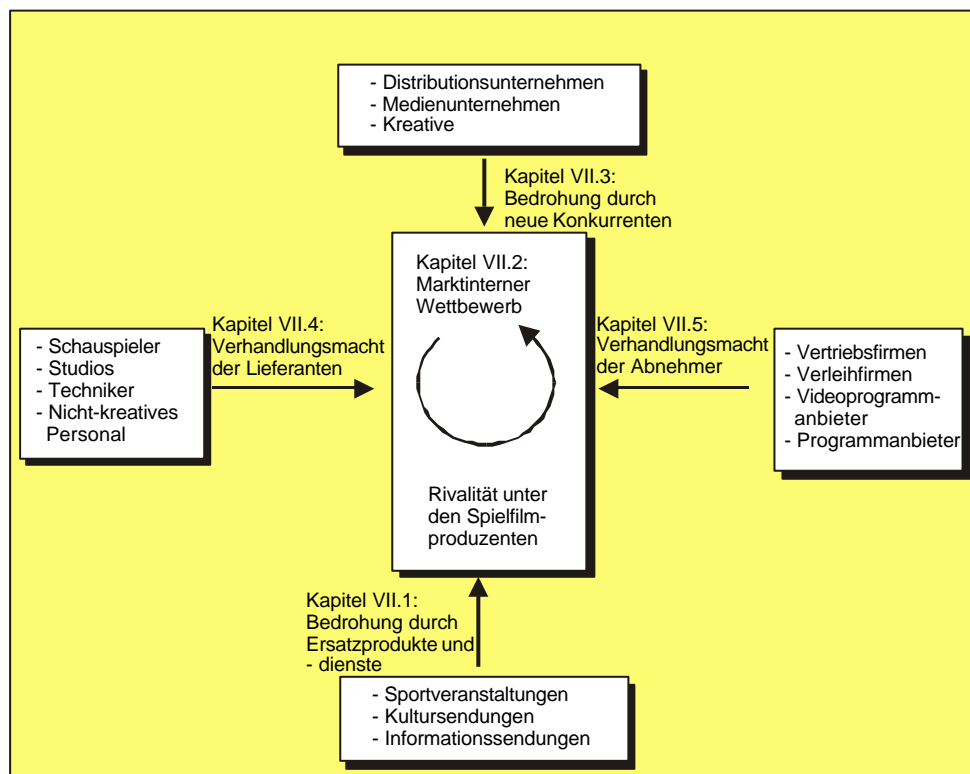 - Distributionsunternehmen
- Medienunternehmen
- Kreative
Kapitel VII.3:
Bedrohung durch
neue Konkurrenten
Kapitel VII.2:
Marktinterner
Wettbewerb
Kapitel VII.4:
Verhandlungsmacht
der Lieferanten
- Schauspieler
- Studios
- Techniker
- Nicht-kreatives
Personal
Kapitel VII.5:
Verhandlungsmacht
der Abnehmer
- Vertriebsfirmen
- Verleihfirmen
- Videoprogramm-
anbieter
- Programmanbieter
Rivalität unter
den Spielfilm-
produzenten
Kapitel VII.1:
Bedrohung durch
Ersatzprodukte und
- dienste
- Sportveranstaltungen
- Kultursendungen
- Informationssendungen